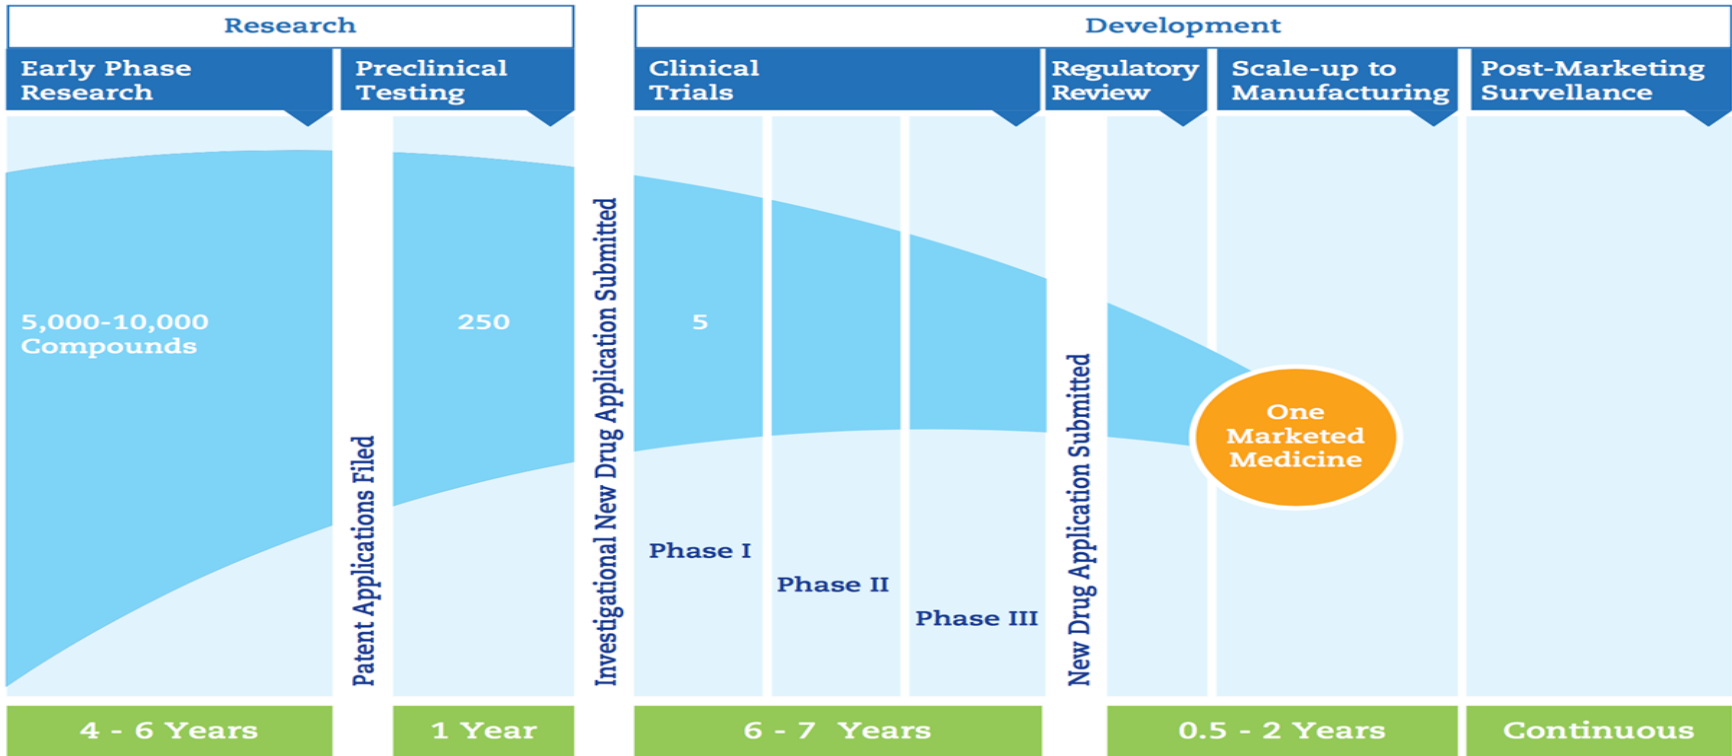 Research
Development
Early Phase
Research
Preclinical
Testing
Clinical
Trials
Regulatory
Review
Scale-up to
Manufacturing
Post-Marketing
Survellance
5,000-10,000
Compounds
Patent Applications Filed
250
Investigational New Drug Application Submitted
5
Phase I
Phase II
Phase III
New Drug Application Submitted
One
Marketed
Medicine
4 - 6 Years
1 Year
6 - 7 Years
0.5 - 2 Years
Continuous